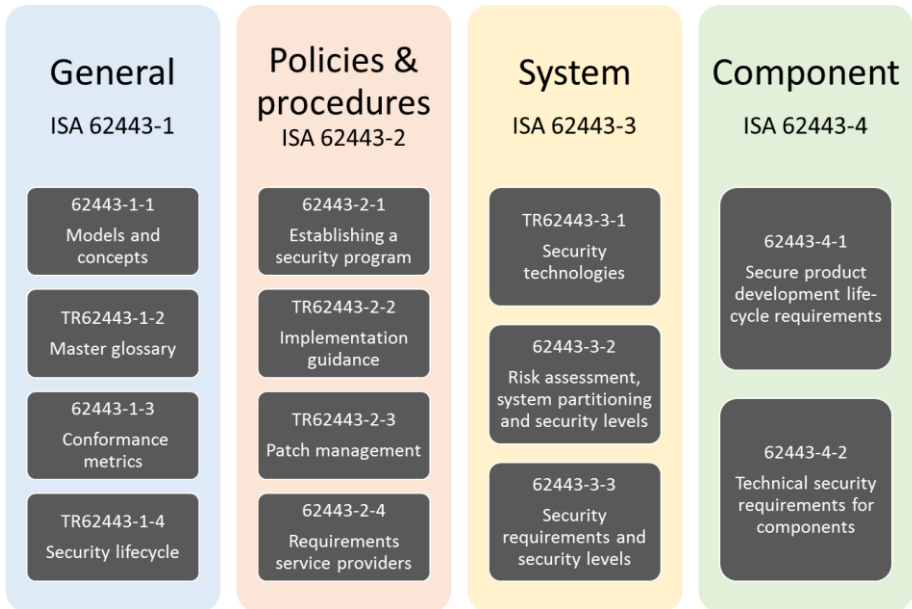 General
ISA 62443-1
62443-1-1
Models and
concepts
TR62443-1-2
Master glossary
62443-1-3
Conformance
metrics
TR62443-1-4
Security lifecycle
Policies &
procedures
ISA 62443-2
62443-2-1
Establishing a
security program
TR62443-2-2
Implementation
guidance
TR62443-2-3
Patch management
62443-2-4
Requirements
service providers
System
ISA 62443-3
TR62443-3-1
Security
technologies
62443-3-2
Risk assessment,
system partitioning
and security levels
62443-3-3
Security
requirements and
security levels
Component
ISA 62443-4
62443-4-1
Secure product
development life-
cycle requirements
62443-4-2
Technical security
requirements for
components